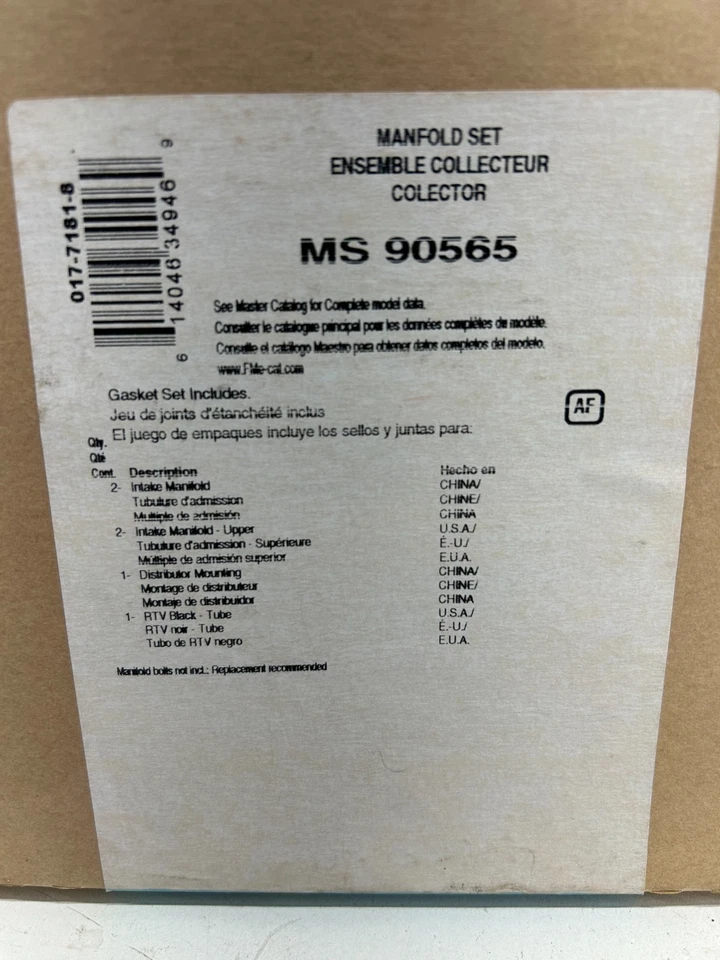 MANFOLD SET
ENSEMBLE COLLECTEUR
COLECTOR
MS 90565
017-7181-8
6 14046 34946 9
See Master Catalog for Complete model data.
Consulter le catalogue principal pour les données complètes du modèle.
Consulte el catálogo Maestro para obtener datos completos del modelo.
www.FMe-cat.com
AF
Gasket Set Includes.
Jeu de joints d'étanchéité inclus
El juego de empaques incluye los sellos y juntas para:
Qty.
Qté
Cont. Description Hecho en
2- Intake Manifold CHINA/
Tubulure d'admission CHINE/
Multiple de admisión CHINA
2- Intake Manifold - Upper U.S.A./
Tubuture d'admission - Supérieure É.-U./
Múltiple de admisión superior E.U.A.
1- Distributor Mounting CHINA/
Montage de distributeur CHINE/
Montaje de distribuidor CHINA
1- RTV Black - Tube U.S.A./
RTV noir - Tube É.-U./
Tubo de RTV negro E.U.A.
Manifold bolts not incl.; Replacement recommended